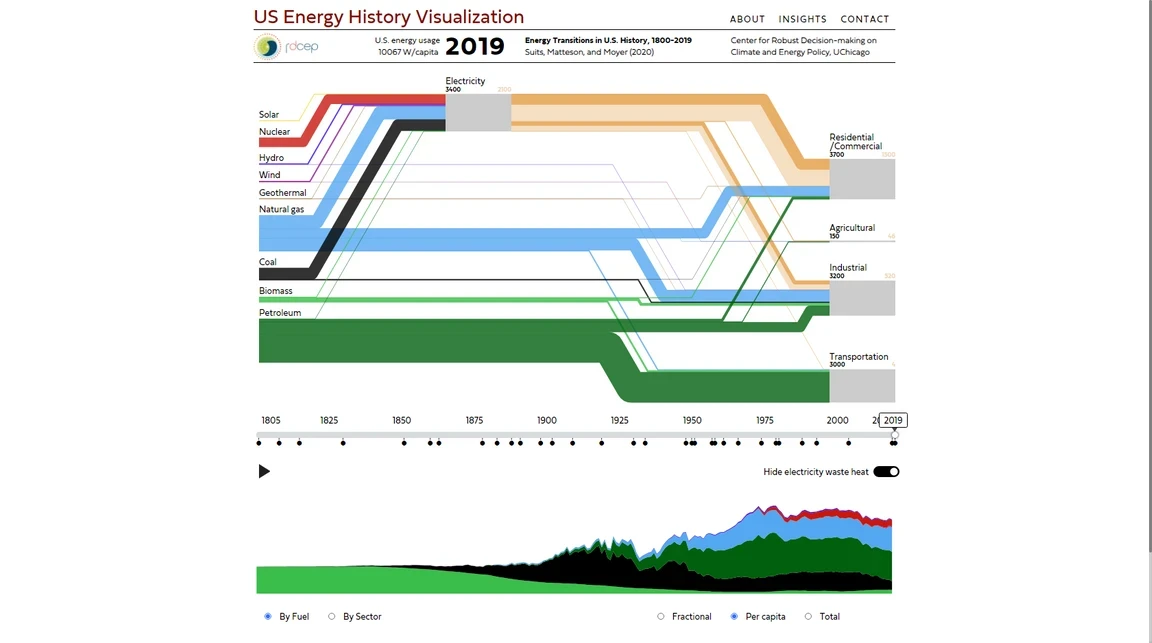 US Energy History Visualization
ABOUT INSIGHTS CONTACT
rdcep
U.S. energy usage
10067 W/capita
2019
Energy Transitions in U.S. History, 1800-2019
Suits, Matteson, and Moyer (2020)
Center for Robust Decision-making on
Climate and Energy Policy, UChicago
Electricity
3400
Solar
Nuclear
Hydro
Wind
Geothermal
Natural gas
Coal
Biomass
Petroleum
Residential
/Commercial
3700
Agricultural
150
Industrial
3200
Transportation
3000
1805 1825 1850 1875 1900 1925 1950 1975 2000 2019
Hide electricity waste heat
By Fuel By Sector Fractional Per capita Total